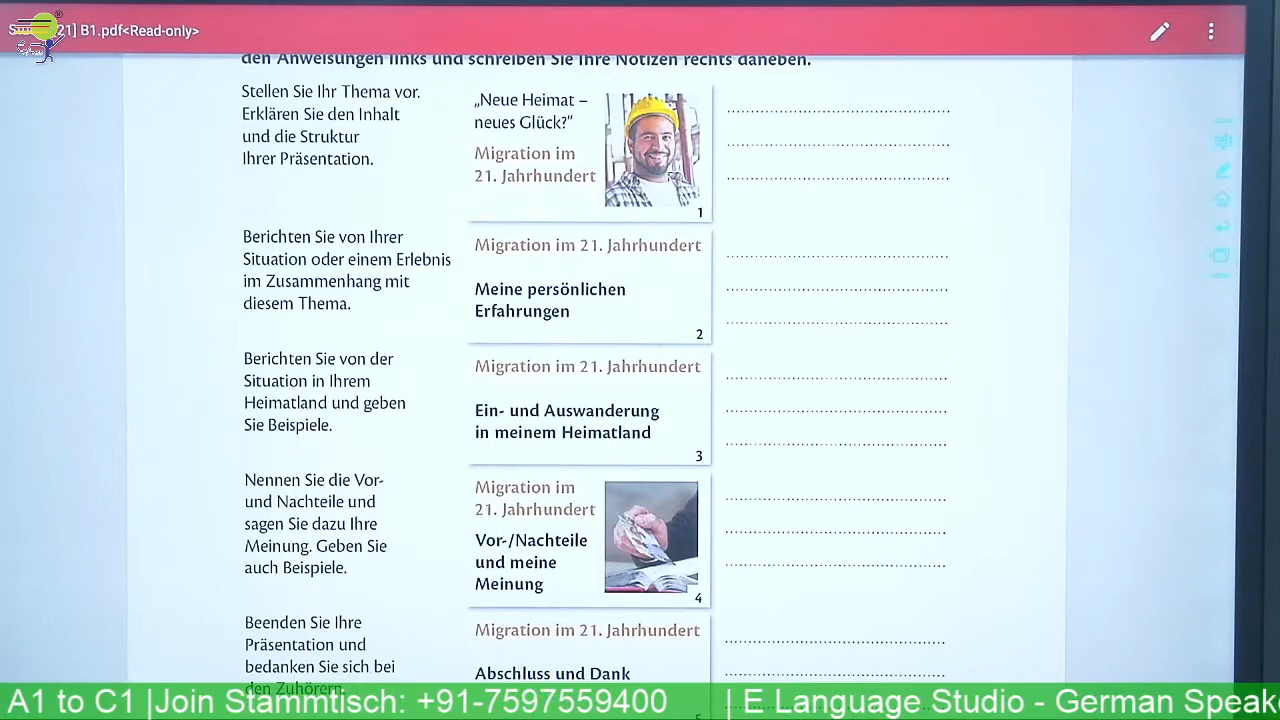 21] B1.pdf<Read-only>
den Anweisungen links und schreiben Sie Ihre Notizen rechts daneben.
Stellen Sie Ihr Thema vor.
Erklären Sie den Inhalt
und die Struktur
Ihrer Präsentation.
„Neue Heimat –
neues Glück?"
Migration im
21. Jahrhundert
1
Berichten Sie von Ihrer
Situation oder einem Erlebnis
im Zusammenhang mit
diesem Thema.
Migration im 21. Jahrhundert
Meine persönlichen
Erfahrungen
2
Berichten Sie von der
Situation in Ihrem
Heimatland und geben
Sie Beispiele.
Migration im 21. Jahrhundert
Ein- und Auswanderung
in meinem Heimatland
3
Nennen Sie die Vor-
und Nachteile und
sagen Sie dazu Ihre
Meinung. Geben Sie
auch Beispiele.
Migration im
21. Jahrhundert
Vor-/Nachteile
und meine
Meinung
4
Beenden Sie Ihre
Präsentation und
bedanken Sie sich bei
den Zuhörern.
Migration im 21. Jahrhundert
Abschluss und Dank
5
A1 to C1 |Join Stammtisch: +91-7597559400 | E Language Studio - German Speak